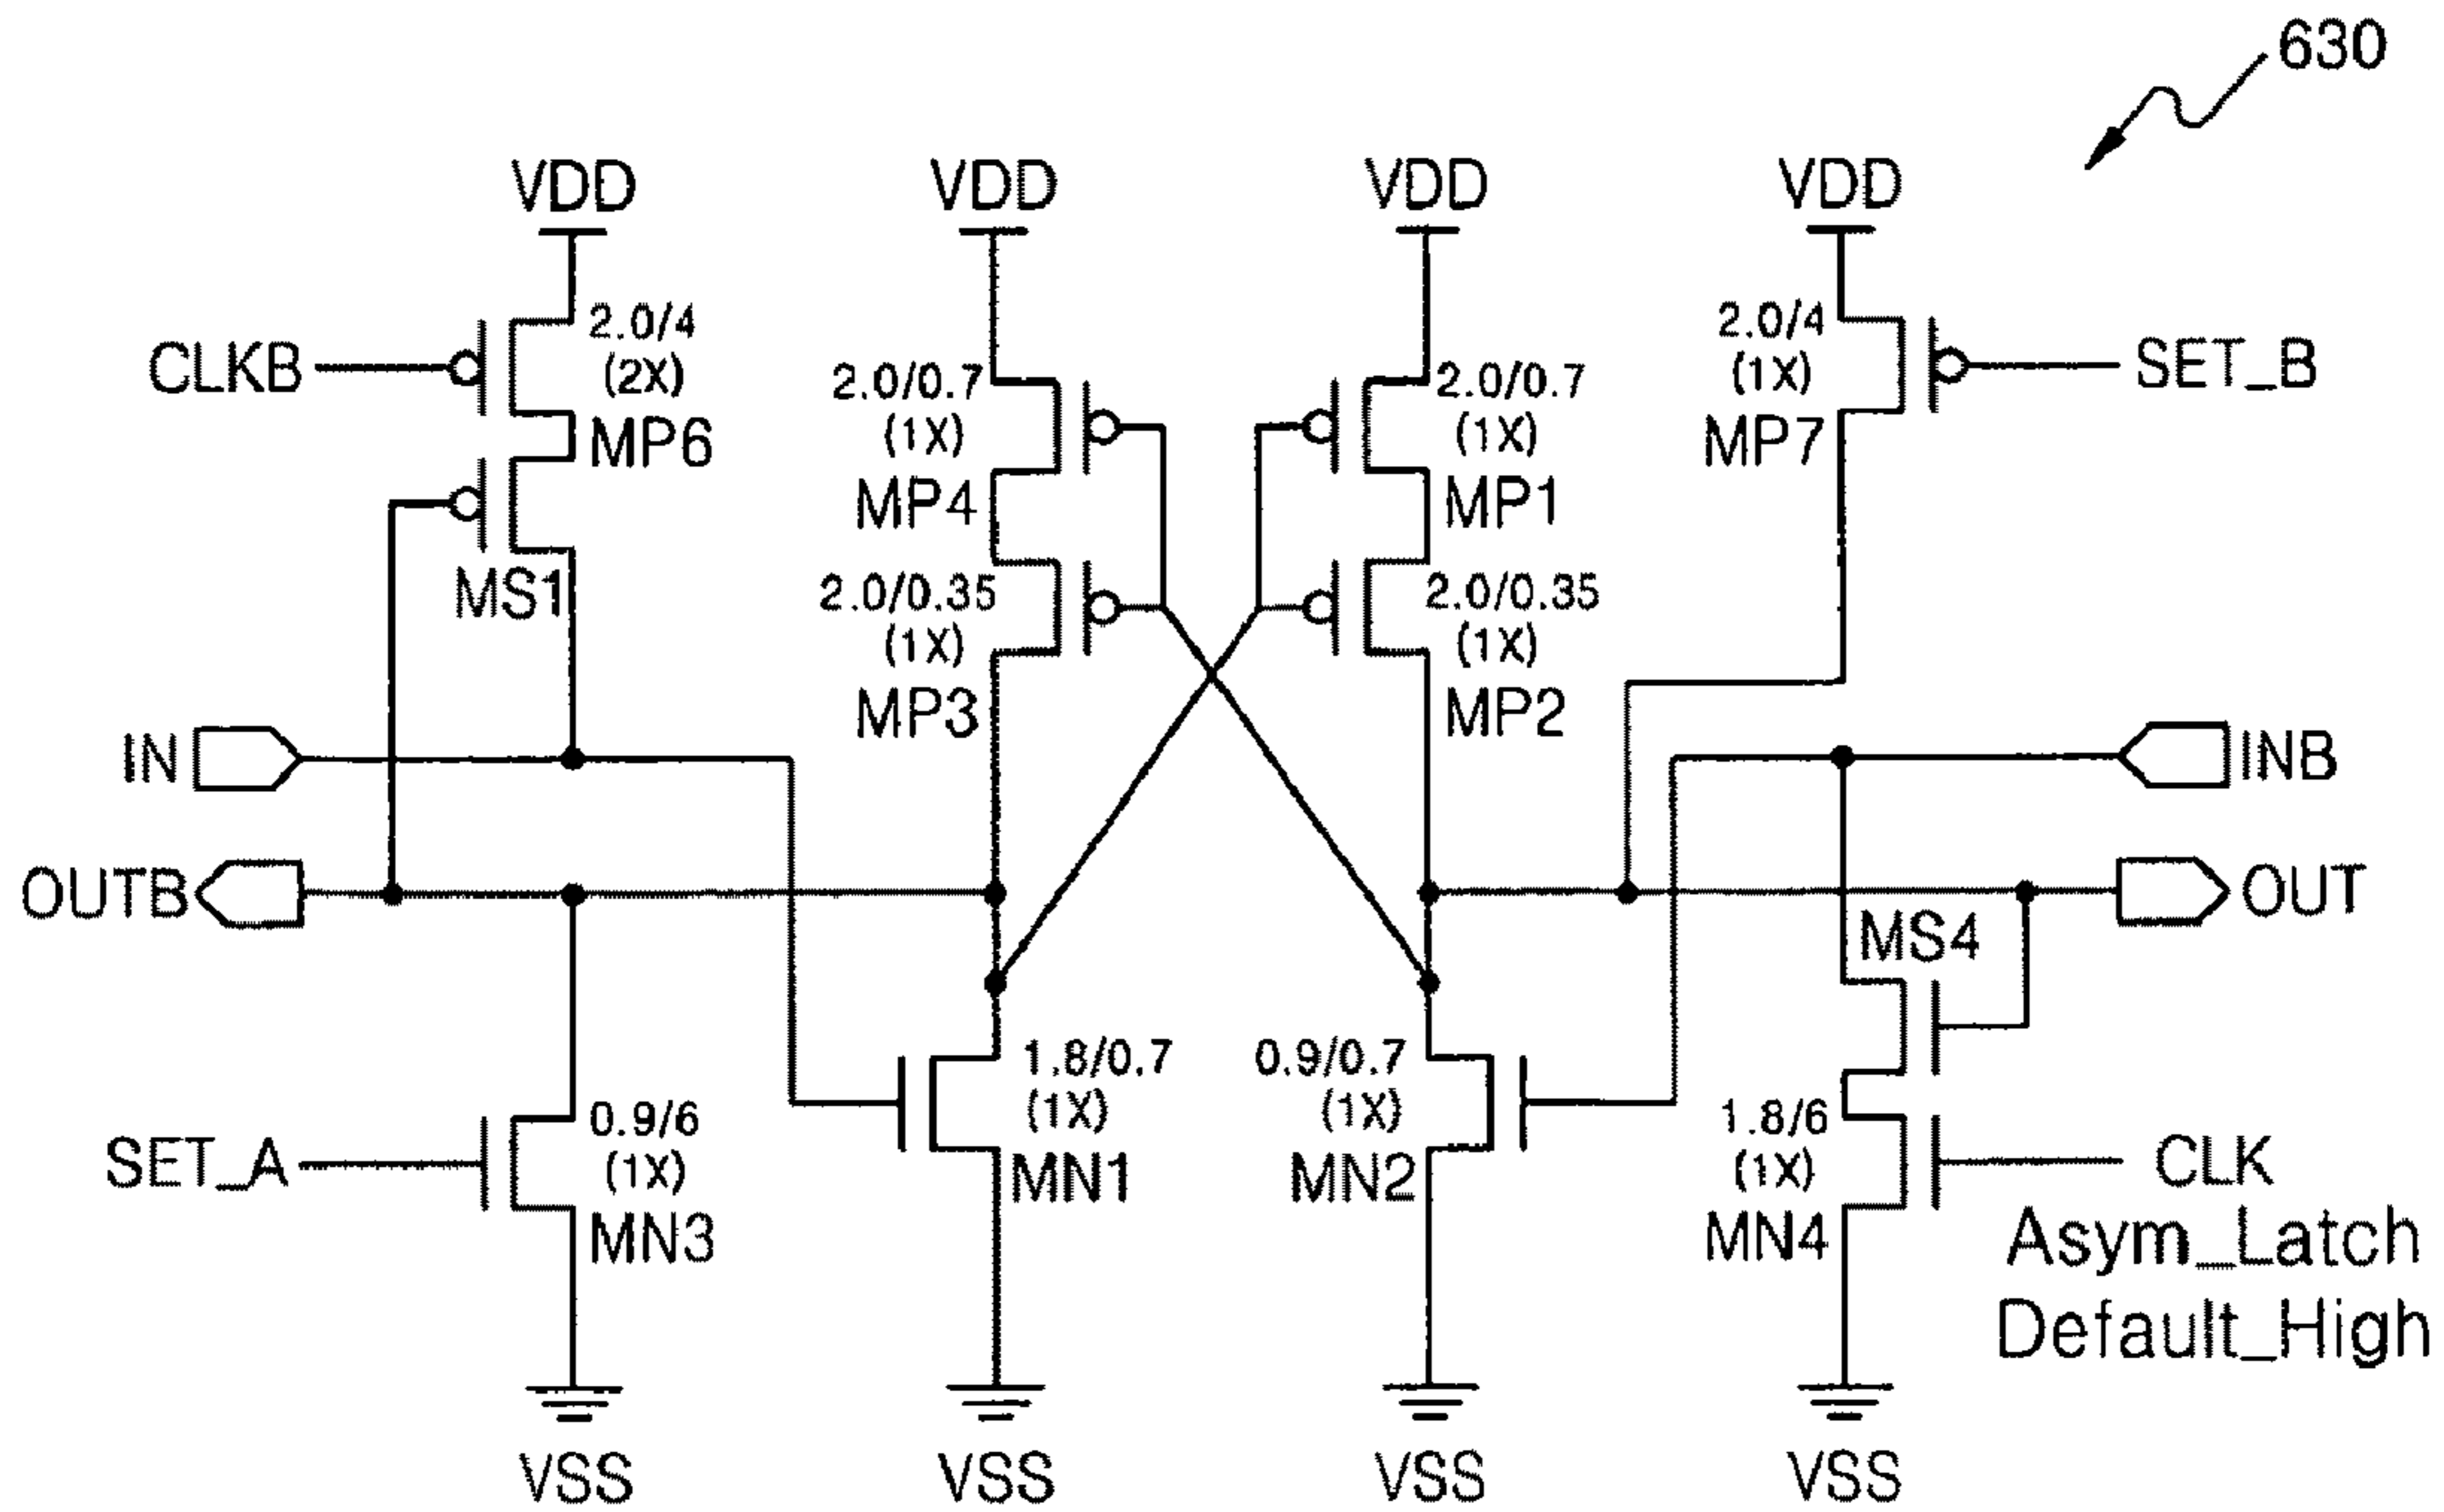 630
VDD
VDD
VDD
VDD
CLKB
2.0/4
(2X)
MP6
MS1
2.0/0.7
(1X)
MP4
2.0/0.35
(1X)
MP3
2.0/0.7
(1X)
MP1
2.0/0.35
(1X)
MP2
2.0/4
(1X)
MP7
SET_B
IN
INB
OUTB
OUT
MS4
SET_A
0.9/6
(1X)
MN3
1.8/0.7
(1X)
MN1
0.9/0.7
(1X)
MN2
1.8/6
(1X)
MN4
CLK
Asym_Latch
Default_High
VSS
VSS
VSS
VSS